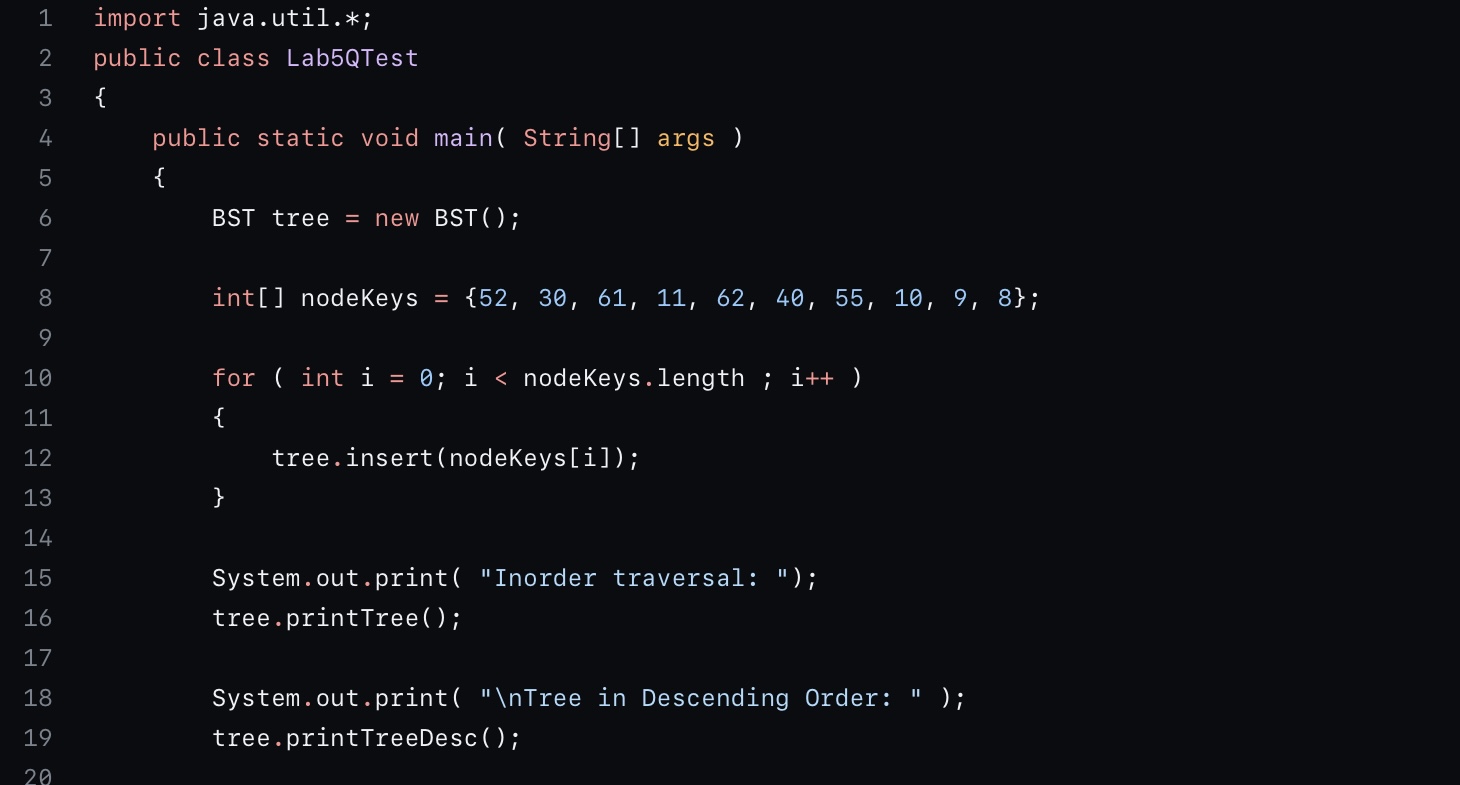 1 import java.util.*;
2 public class Lab5QTest
3 {
4     public static void main( String[] args )
5     {
6         BST tree = new BST();
7
8         int[] nodeKeys = {52, 30, 61, 11, 62, 40, 55, 10, 9, 8};
9
10         for ( int i = 0; i < nodeKeys.length ; i++ )
11         {
12             tree.insert(nodeKeys[i]);
13         }
14
15         System.out.print( "Inorder traversal: ");
16         tree.printTree();
17
18         System.out.print( "\nTree in Descending Order: " );
19         tree.printTreeDesc();
20